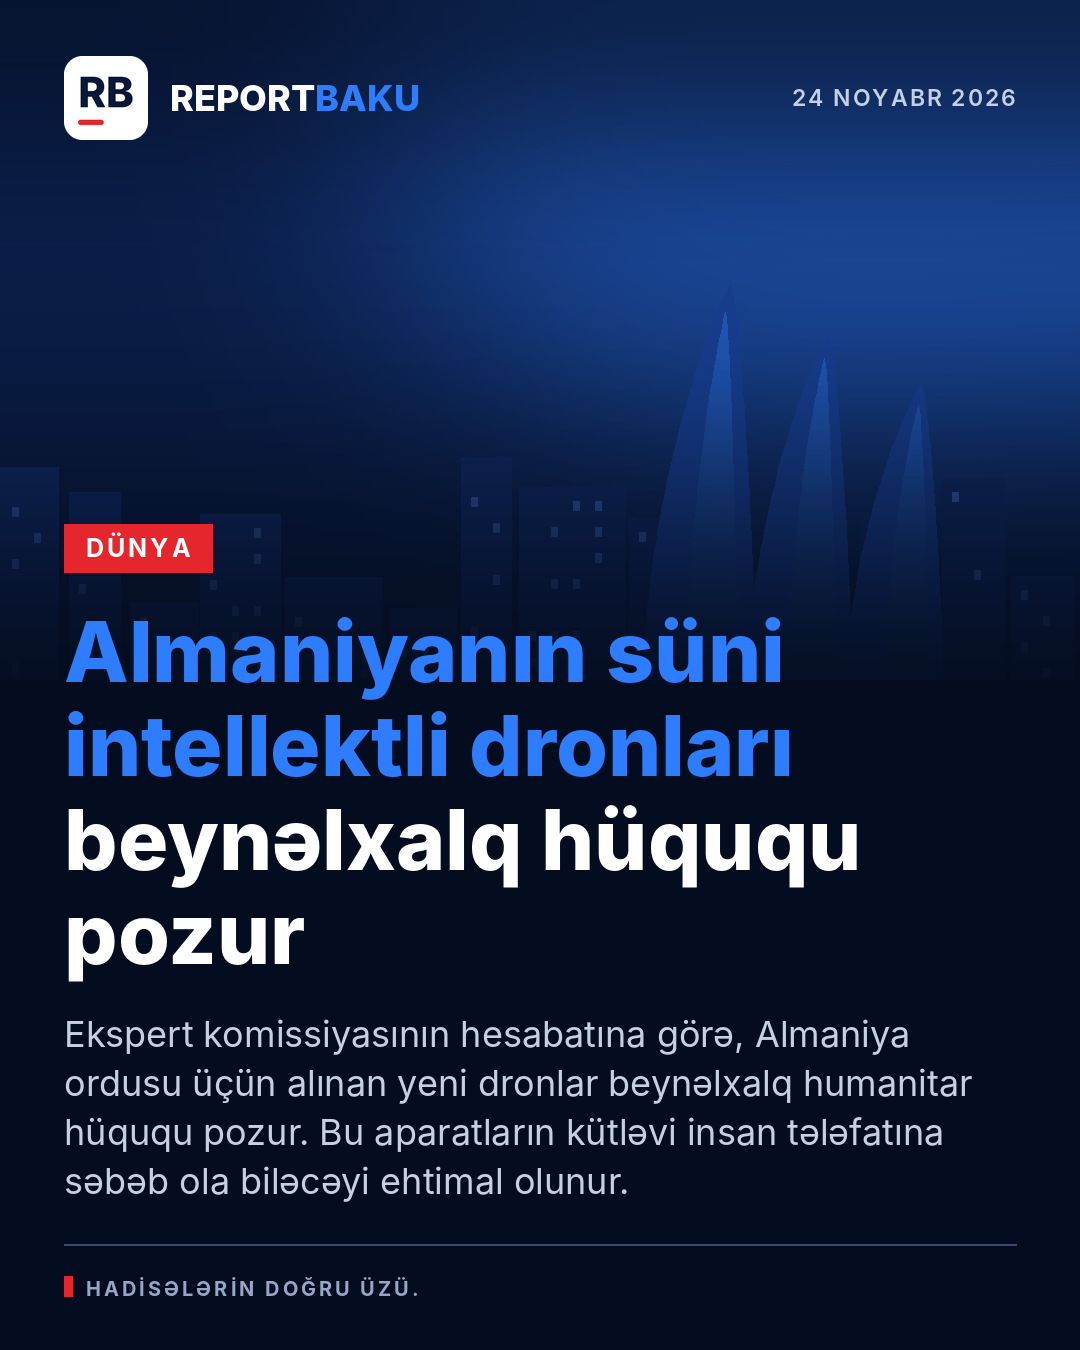 RB
REPORTBAKU
24 NOYABR 2026
DÜNYA
Almaniyanın süni
intellektli dronları
beynəlxalq hüququ
pozur
Ekspert komissiyasının hesabatına görə, Almaniya
ordusu üçün alınan yeni dronlar beynəlxalq humanitar
hüququ pozur. Bu aparatların kütləvi insan tələfatına
səbəb ola biləcəyi ehtimal olunur.
HADİSƏLƏRİN DOĞRU ÜZÜ.